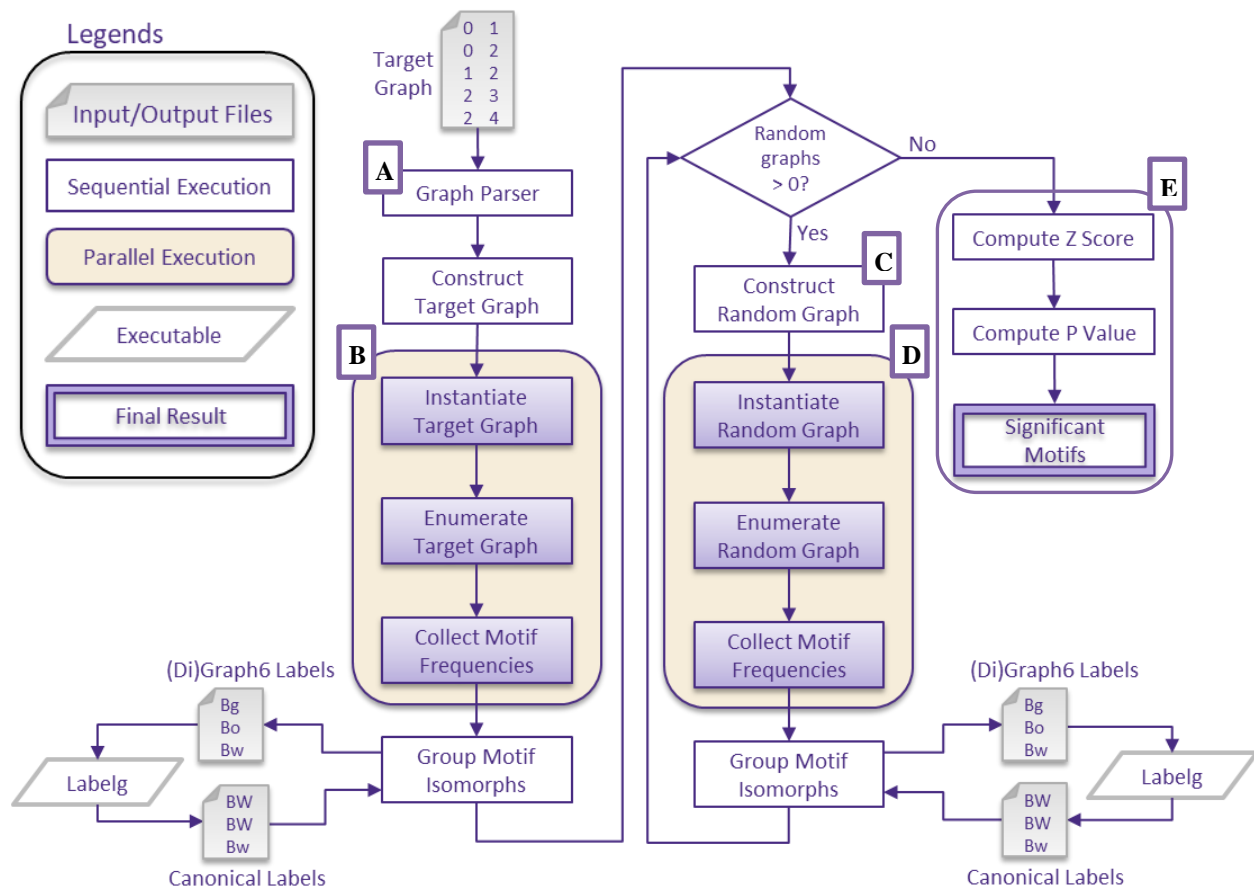 Legends
Input/Output Files
Sequential Execution
Parallel Execution
Executable
Final Result
Target
Graph
0 1
0 2
1 2
2 3
2 4
A
Graph Parser
Construct
Target Graph
B
Instantiate
Target Graph
Enumerate
Target Graph
Collect Motif
Frequencies
(Di)Graph6 Labels
Bg
Bo
Bw
Labelg
BW
BW
Bw
Canonical Labels
Group Motif
Isomorphs
Random
graphs
> 0?
No
Yes
C
Construct
Random Graph
D
Instantiate
Random Graph
Enumerate
Random Graph
Collect Motif
Frequencies
Group Motif
Isomorphs
(Di)Graph6 Labels
Bg
Bo
Bw
Labelg
BW
BW
Bw
Canonical Labels
E
Compute Z Score
Compute P Value
Significant
Motifs